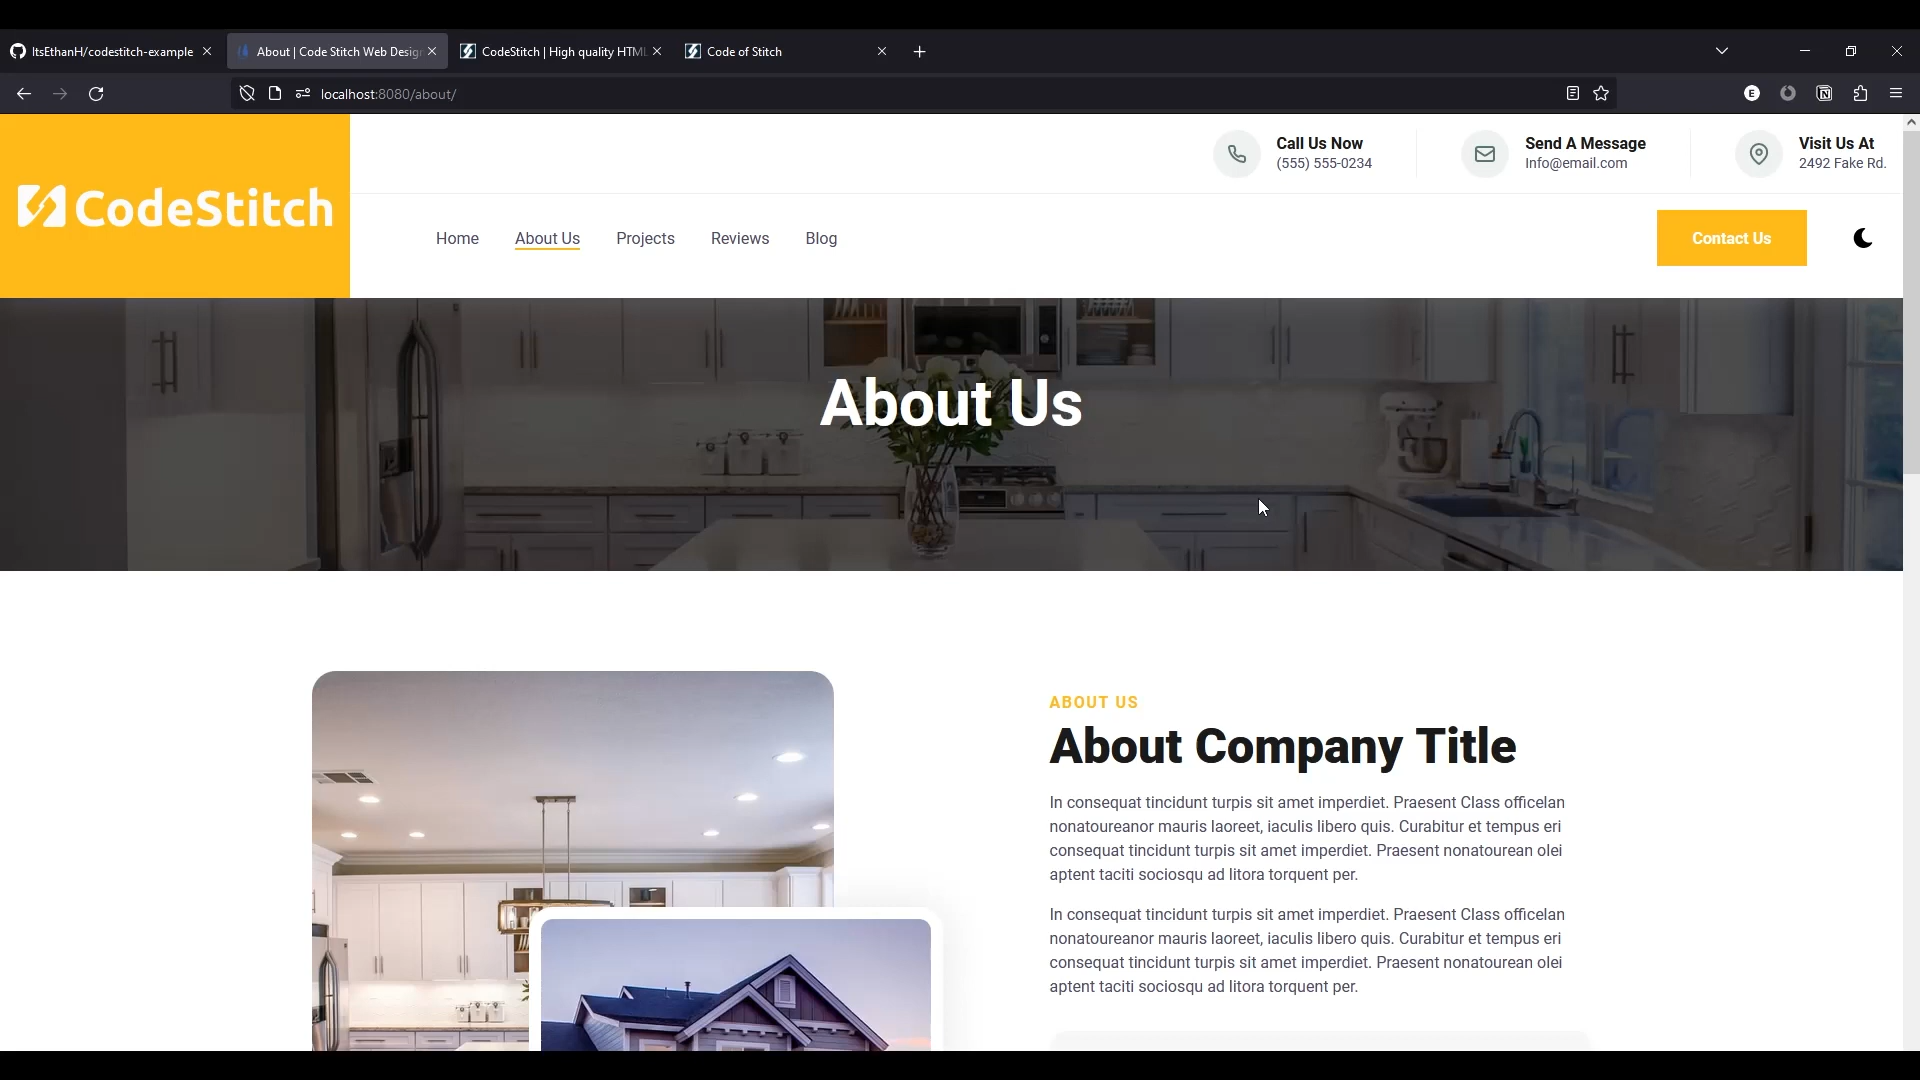 ItsEthanH/codestitch-example
About | Code Stitch Web Design
CodeStitch | High quality HTML
Code of Stitch
localhost:8080/about/
E
N
CodeStitch
Call Us Now
(555) 555-0234
Send A Message
Info@email.com
Visit Us At
2492 Fake Rd.
Home
About Us
Projects
Reviews
Blog
Contact Us
About Us
ABOUT US
About Company Title
In consequat tincidunt turpis sit amet imperdiet. Praesent Class officelan
nonatoureanor mauris laoreet, iaculis libero quis. Curabitur et tempus eri
consequat tincidunt turpis sit amet imperdiet. Praesent nonatourean olei
aptent taciti sociosqu ad litora torquent per.
In consequat tincidunt turpis sit amet imperdiet. Praesent Class officelan
nonatoureanor mauris laoreet, iaculis libero quis. Curabitur et tempus eri
consequat tincidunt turpis sit amet imperdiet. Praesent nonatourean olei
aptent taciti sociosqu ad litora torquent per.